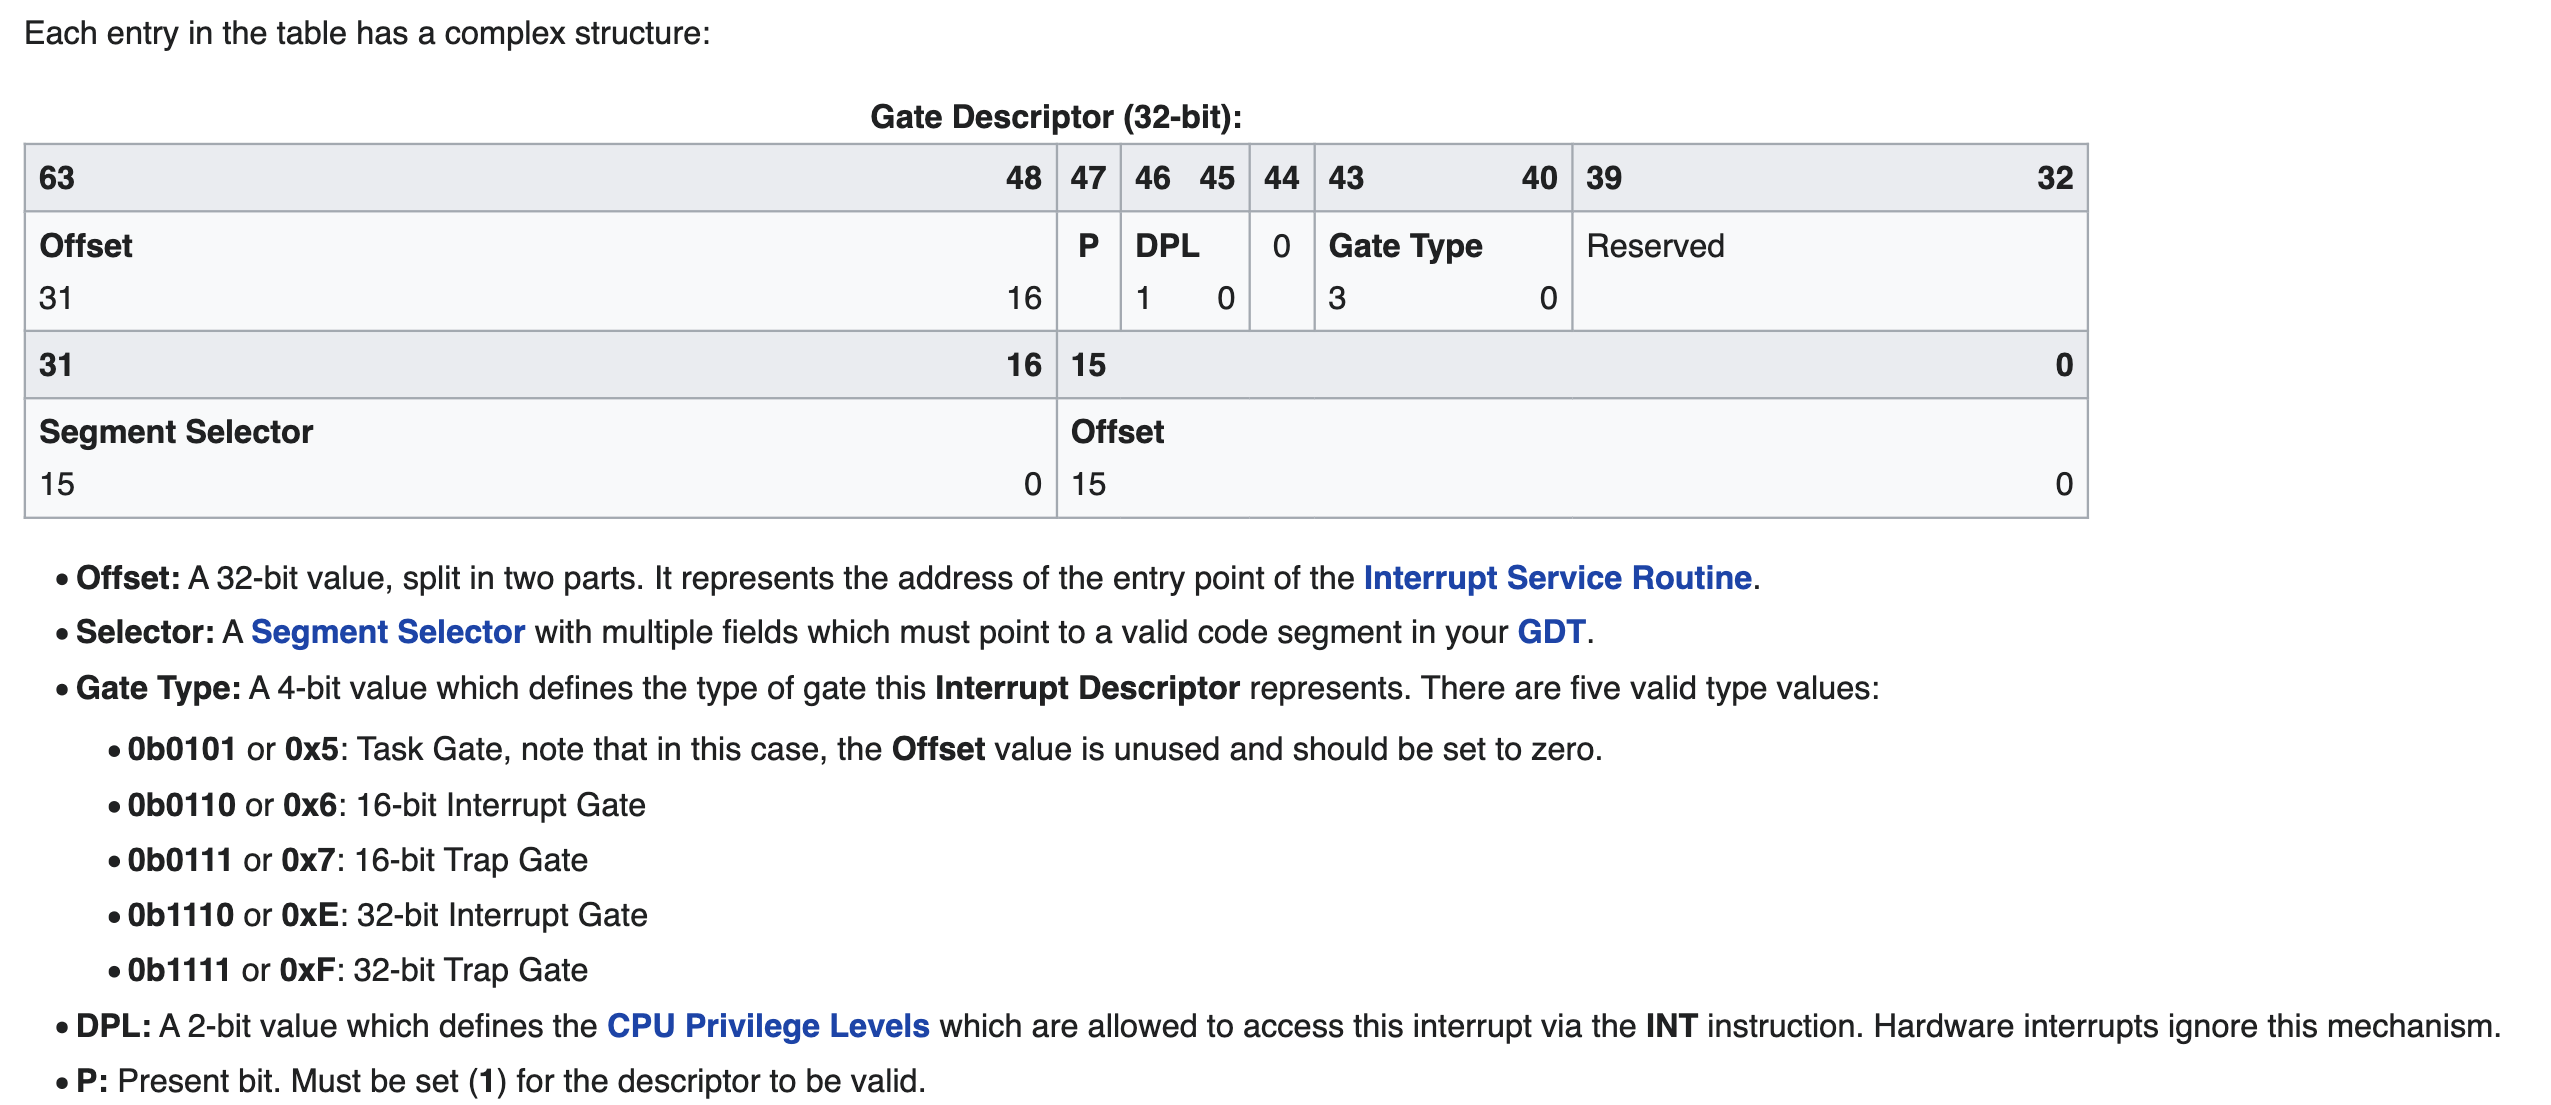 Each entry in the table has a complex structure:
Gate Descriptor (32-bit):
63 48 47 46 45 44 43 40 39 32
Offset P DPL 0 Gate Type Reserved
31 16 1 0 3 0
31 16 15 0
Segment Selector Offset
15 0 15 0
• Offset: A 32-bit value, split in two parts. It represents the address of the entry point of the Interrupt Service Routine.
• Selector: A Segment Selector with multiple fields which must point to a valid code segment in your GDT.
• Gate Type: A 4-bit value which defines the type of gate this Interrupt Descriptor represents. There are five valid type values:
• 0b0101 or 0x5: Task Gate, note that in this case, the Offset value is unused and should be set to zero.
• 0b0110 or 0x6: 16-bit Interrupt Gate
• 0b0111 or 0x7: 16-bit Trap Gate
• 0b1110 or 0xE: 32-bit Interrupt Gate
• 0b1111 or 0xF: 32-bit Trap Gate
• DPL: A 2-bit value which defines the CPU Privilege Levels which are allowed to access this interrupt via the INT instruction. Hardware interrupts ignore this mechanism.
• P: Present bit. Must be set (1) for the descriptor to be valid.